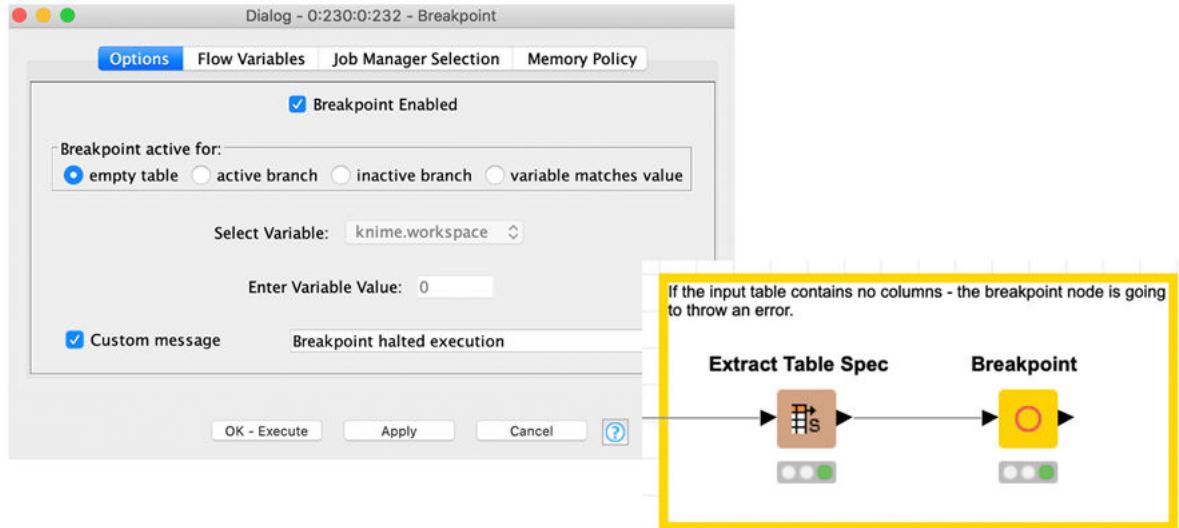 Dialog - 0:230:0:232 - Breakpoint
Options Flow Variables Job Manager Selection Memory Policy
Breakpoint Enabled
Breakpoint active for:
empty table active branch inactive branch variable matches value
Select Variable: knime.workspace
Enter Variable Value: 0
Custom message Breakpoint halted execution
OK - Execute Apply Cancel ?
If the input table contains no columns - the breakpoint node is going
to throw an error.
Extract Table Spec Breakpoint
S